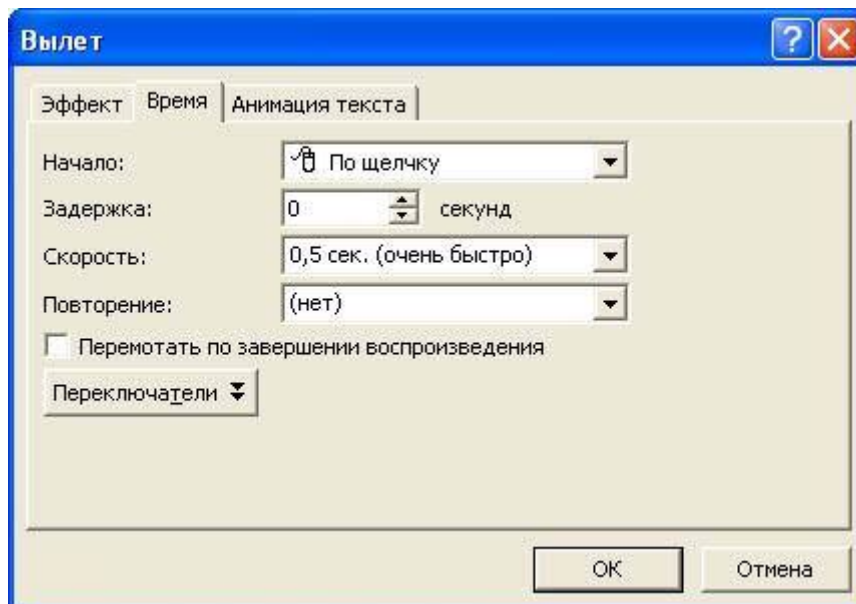 Вылет
Эффект Время Анимация текста
Начало: По щелчку
Задержка: 0 секунд
Скорость: 0,5 сек. (очень быстро)
Повторение: (нет)
Перемотать по завершении воспроизведения
Переключатели
ОК Отмена